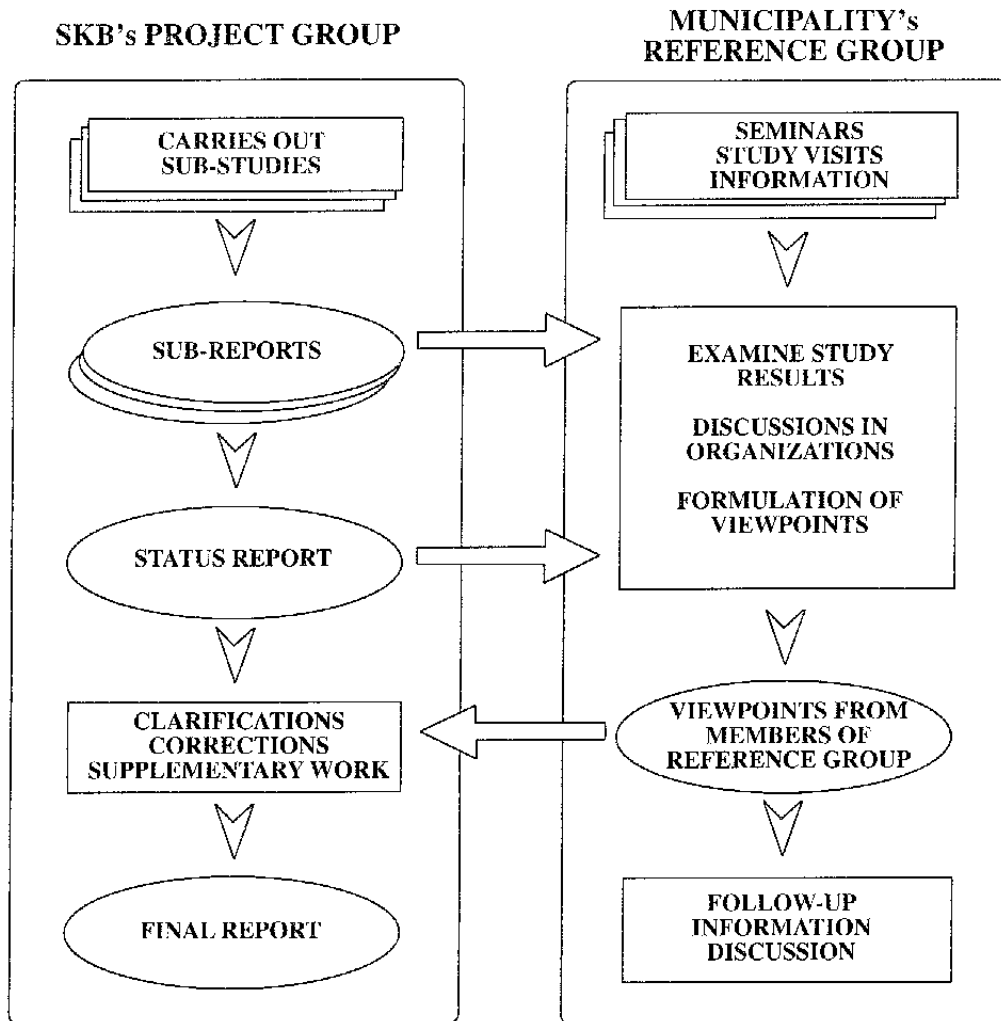 SKB's PROJECT GROUP
CARRIES OUT
SUB-STUDIES
SUB-REPORTS
STATUS REPORT
CLARIFICATIONS
CORRECTIONS
SUPPLEMENTARY WORK
FINAL REPORT
MUNICIPALITY's
REFERENCE GROUP
SEMINARS
STUDY VISITS
INFORMATION
EXAMINE STUDY
RESULTS
DISCUSSIONS IN
ORGANIZATIONS
FORMULATION OF
VIEWPOINTS
VIEWPOINTS FROM
MEMBERS OF
REFERENCE GROUP
FOLLOW-UP
INFORMATION
DISCUSSION